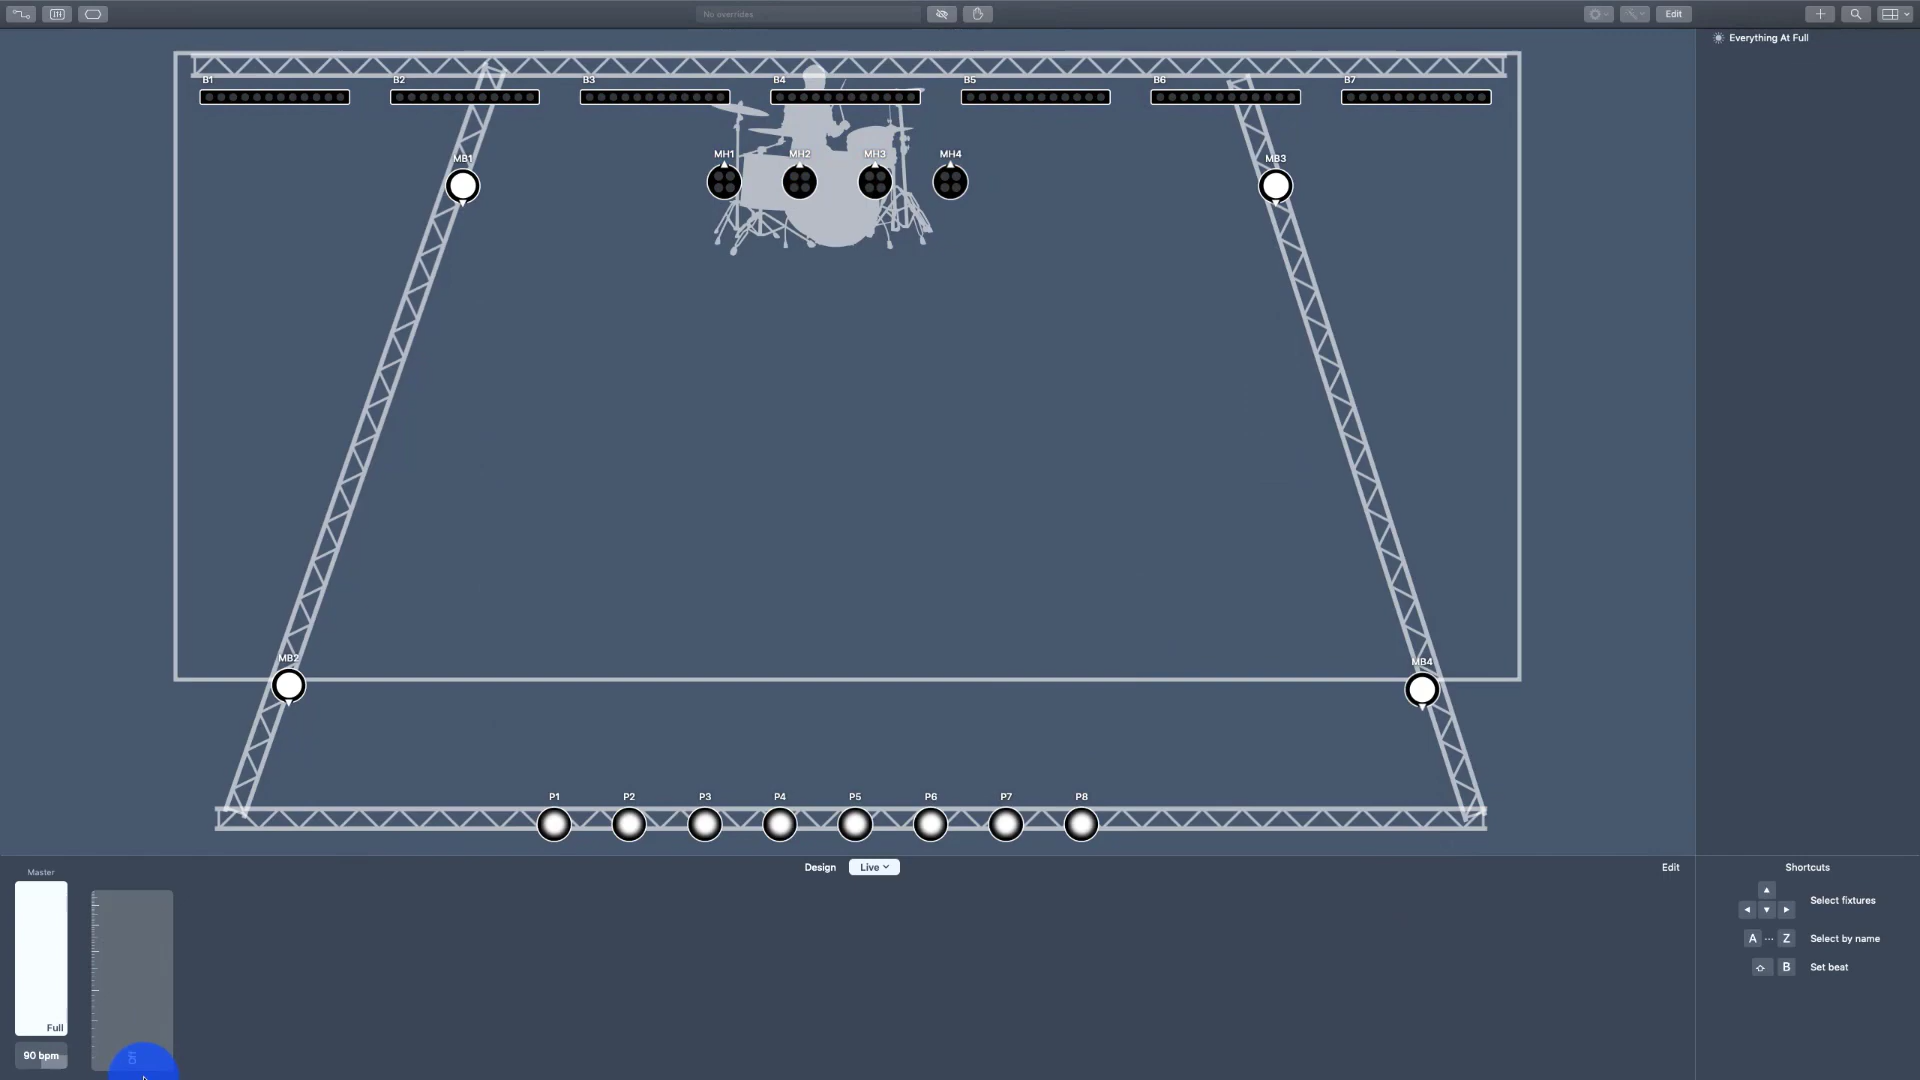 No overrides
Edit
Everything At Full
B1 B2 B3 B4 B5 B6 B7
MH1 MH2 MH3 MH4
MB1 MB3
MB2 MB4
P1 P2 P3 P4 P5 P6 P7 P8
Design Live Edit
Master
Full
90 bpm
Off
Shortcuts
Select fixtures
A ... Z Select by name
B Set beat